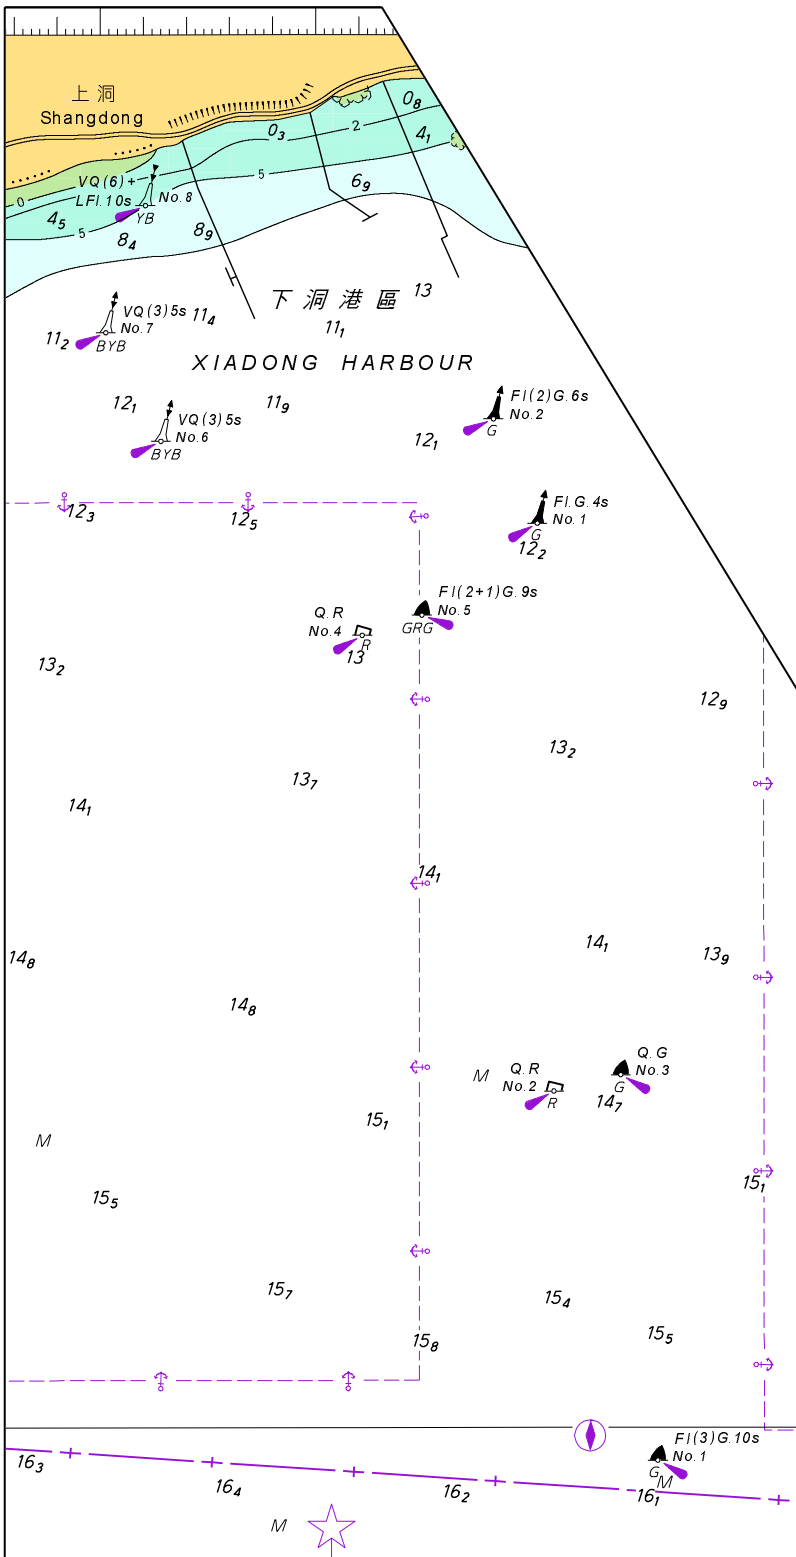 上洞
Shangdong
0₈
0₃
2
4₁
5
6₉
VQ(6)+
LFl.10s
No.8
YB
0
4₅
5
8₄
8₉
下洞港區
13
VQ(3)5s
No.7
BYB
11₄
11₂
11₁
XIADONG HARBOUR
12₁
11₉
VQ(3)5s
No.6
BYB
Fl(2)G.6s
No.2
G
12₁
12₃
12₅
Fl.G.4s
No.1
G
12₂
Fl(2+1)G.9s
No.5
GRG
Q.R
No.4
R
13
13₂
12₉
13₂
13₇
14₁
14₁
14₁
13₉
14₈
14₈
Q.G
No.3
G
14₇
M
Q.R
No.2
R
15₁
M
15₁
15₅
15₇
15₄
15₅
15₈
Fl(3)G.10s
No.1
G
M
16₃
16₄
16₂
16₁
M